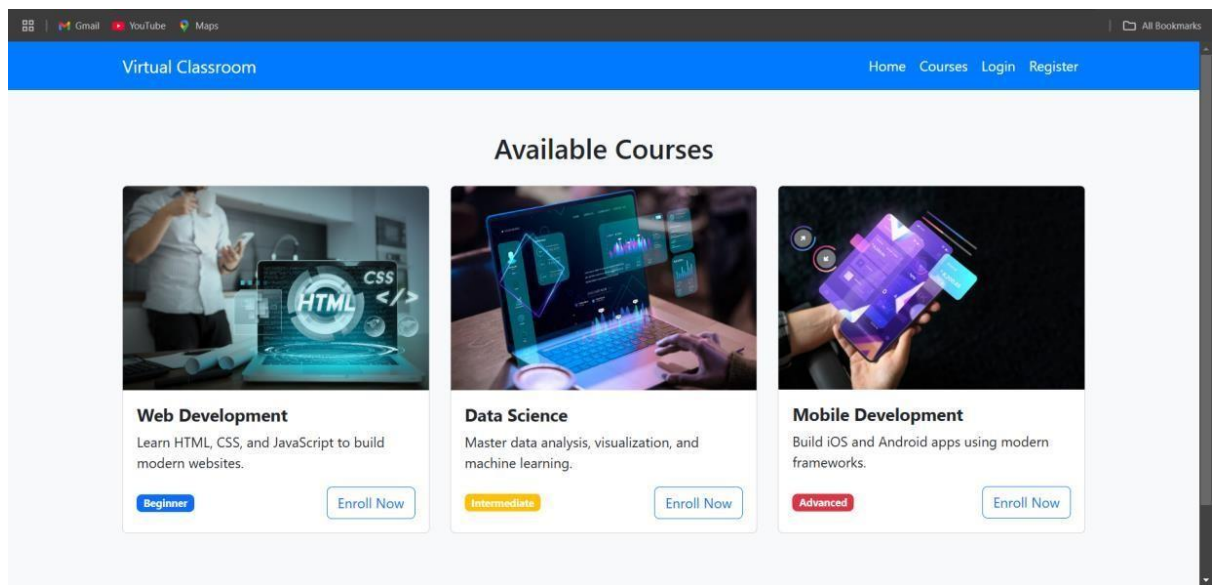 Gmail YouTube Maps All Bookmarks
Virtual Classroom Home Courses Login Register
Available Courses
HTML
CSS
</>
Web Development
Learn HTML, CSS, and JavaScript to build
modern websites.
Beginner Enroll Now
Data Science
Master data analysis, visualization, and
machine learning.
Intermediate Enroll Now
Mobile Development
Build iOS and Android apps using modern
frameworks.
Advanced Enroll Now